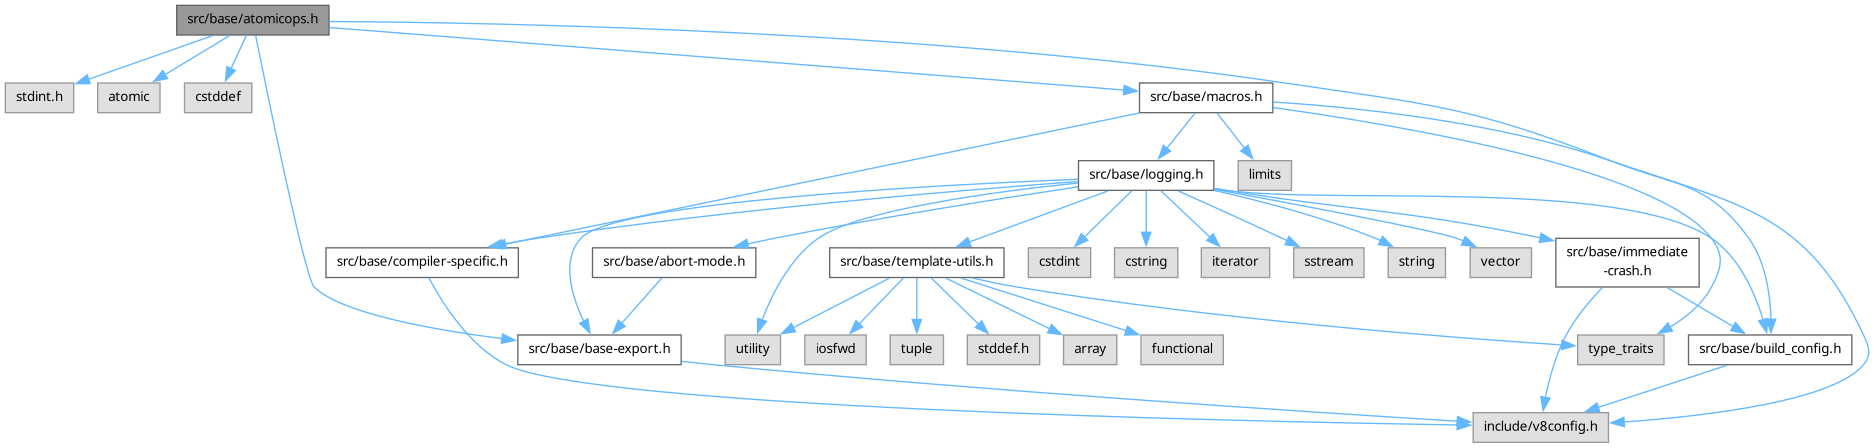 src/base/atomicops.h
stdint.h
atomic
cstddef
src/base/macros.h
src/base/logging.h
limits
src/base/compiler-specific.h
src/base/abort-mode.h
src/base/template-utils.h
cstdint
cstring
iterator
sstream
string
vector
src/base/immediate
-crash.h
src/base/base-export.h
utility
iosfwd
tuple
stddef.h
array
functional
type_traits
src/base/build_config.h
include/v8config.h